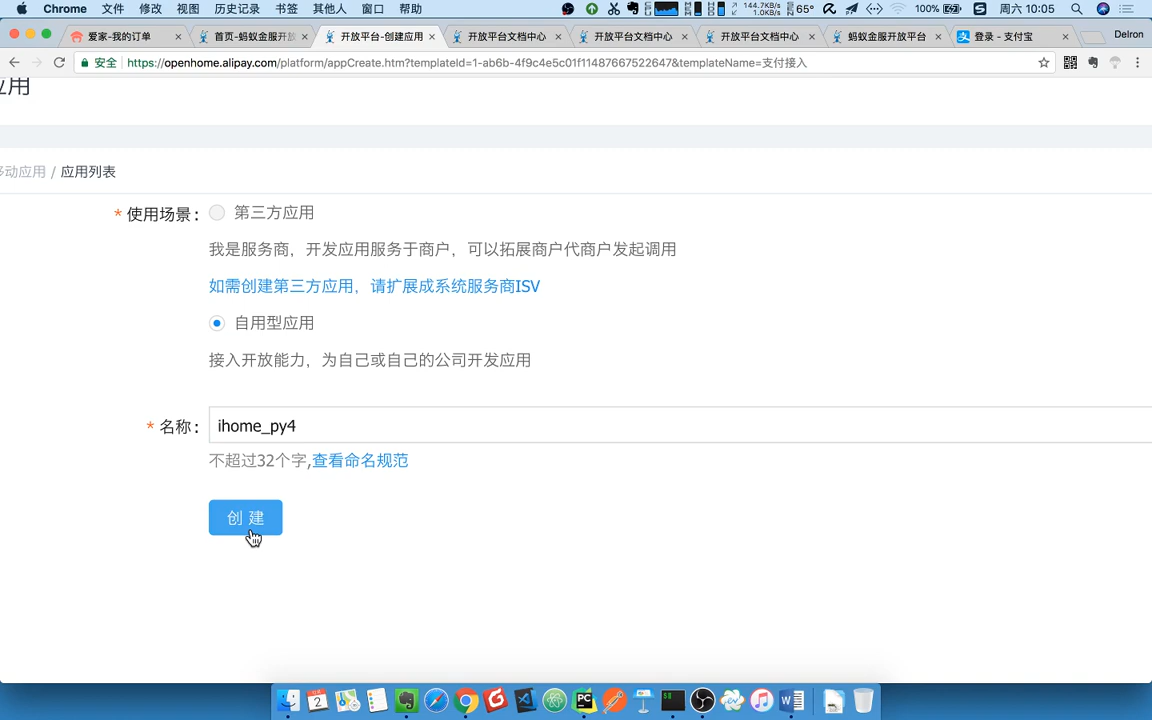 Chrome 文件 修改 视图 历史记录 书签 其他人 窗口 帮助 144.7KB/s 1.0KB/s 65° 100% 周六 10:05
爱家-我的订单 首页-蚂蚁金服开放 开放平台-创建应用 开放平台文档中心 开放平台文档中心 开放平台文档中心 蚂蚁金服开放平台 登录 - 支付宝 Delron
安全 https://openhome.alipay.com/platform/appCreate.htm?templateId=1-ab6b-4f9c4e5c01f11487667522647&templateName=支付接入
应用
移动应用 / 应用列表
* 使用场景: 第三方应用
我是服务商，开发应用服务于商户，可以拓展商户代商户发起调用
如需创建第三方应用，请扩展成系统服务商ISV
自用型应用
接入开放能力，为自己或自己的公司开发应用
* 名称: ihome_py4
不超过32个字,查看命名规范
创 建